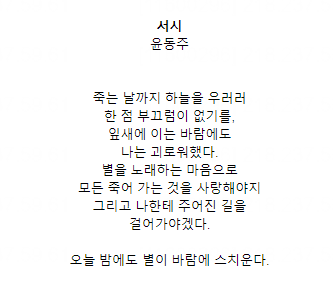 서시
윤동주
죽는 날까지 하늘을 우러러
한 점 부끄럼이 없기를,
잎새에 이는 바람에도
나는 괴로워했다.
별을 노래하는 마음으로
모든 죽어 가는 것을 사랑해야지
그리고 나한테 주어진 길을
걸어가야겠다.
오늘 밤에도 별이 바람에 스치운다.